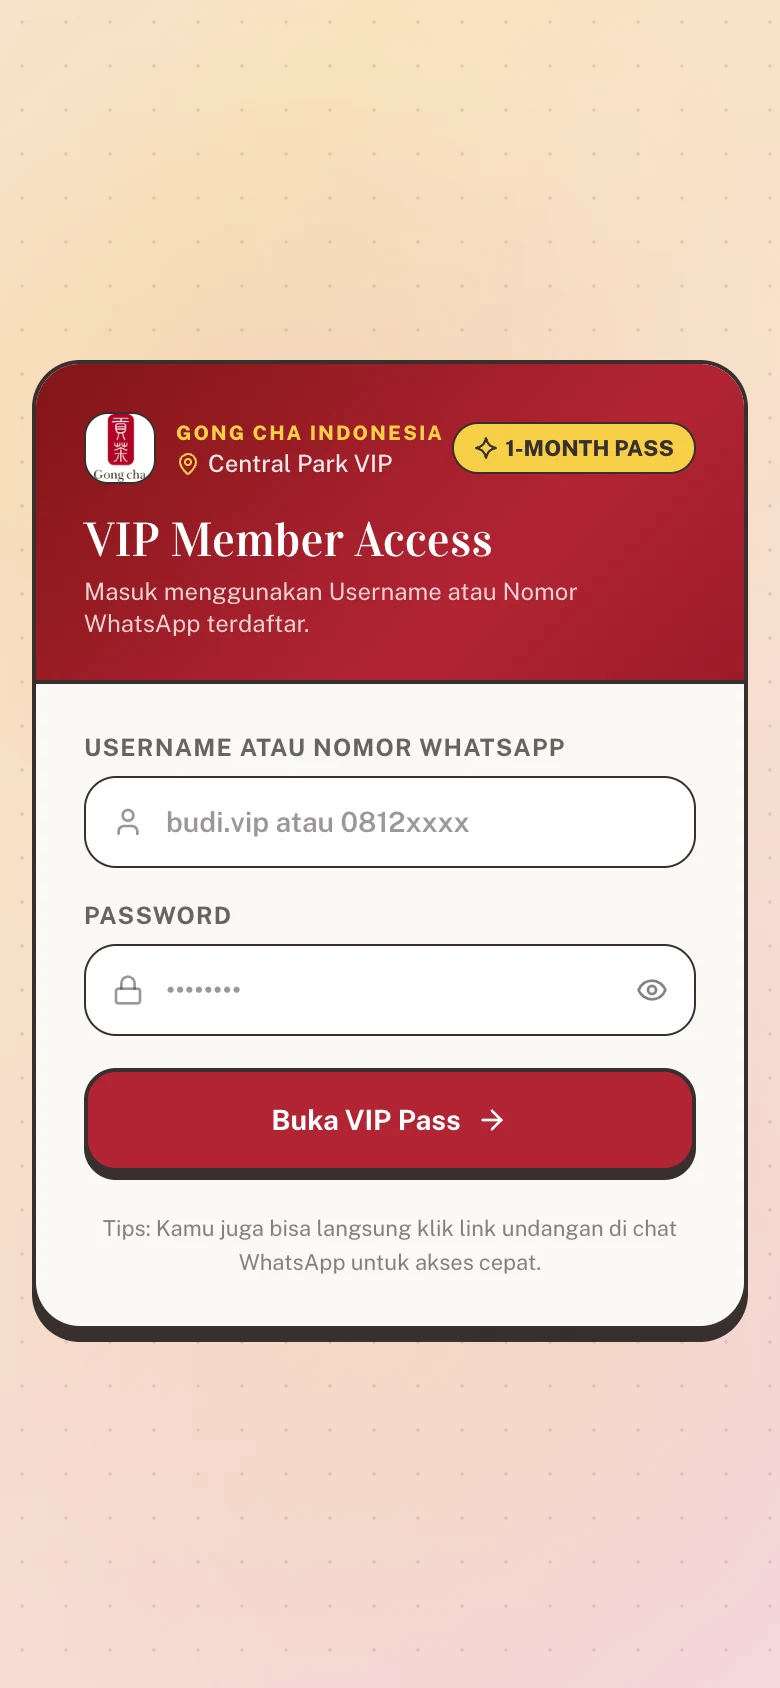 貢茶
Gong cha
GONG CHA INDONESIA
Central Park VIP
1-MONTH PASS
VIP Member Access
Masuk menggunakan Username atau Nomor
WhatsApp terdaftar.
USERNAME ATAU NOMOR WHATSAPP
budi.vip atau 0812xxxx
PASSWORD
••••••••
Buka VIP Pass →
Tips: Kamu juga bisa langsung klik link undangan di chat
WhatsApp untuk akses cepat.